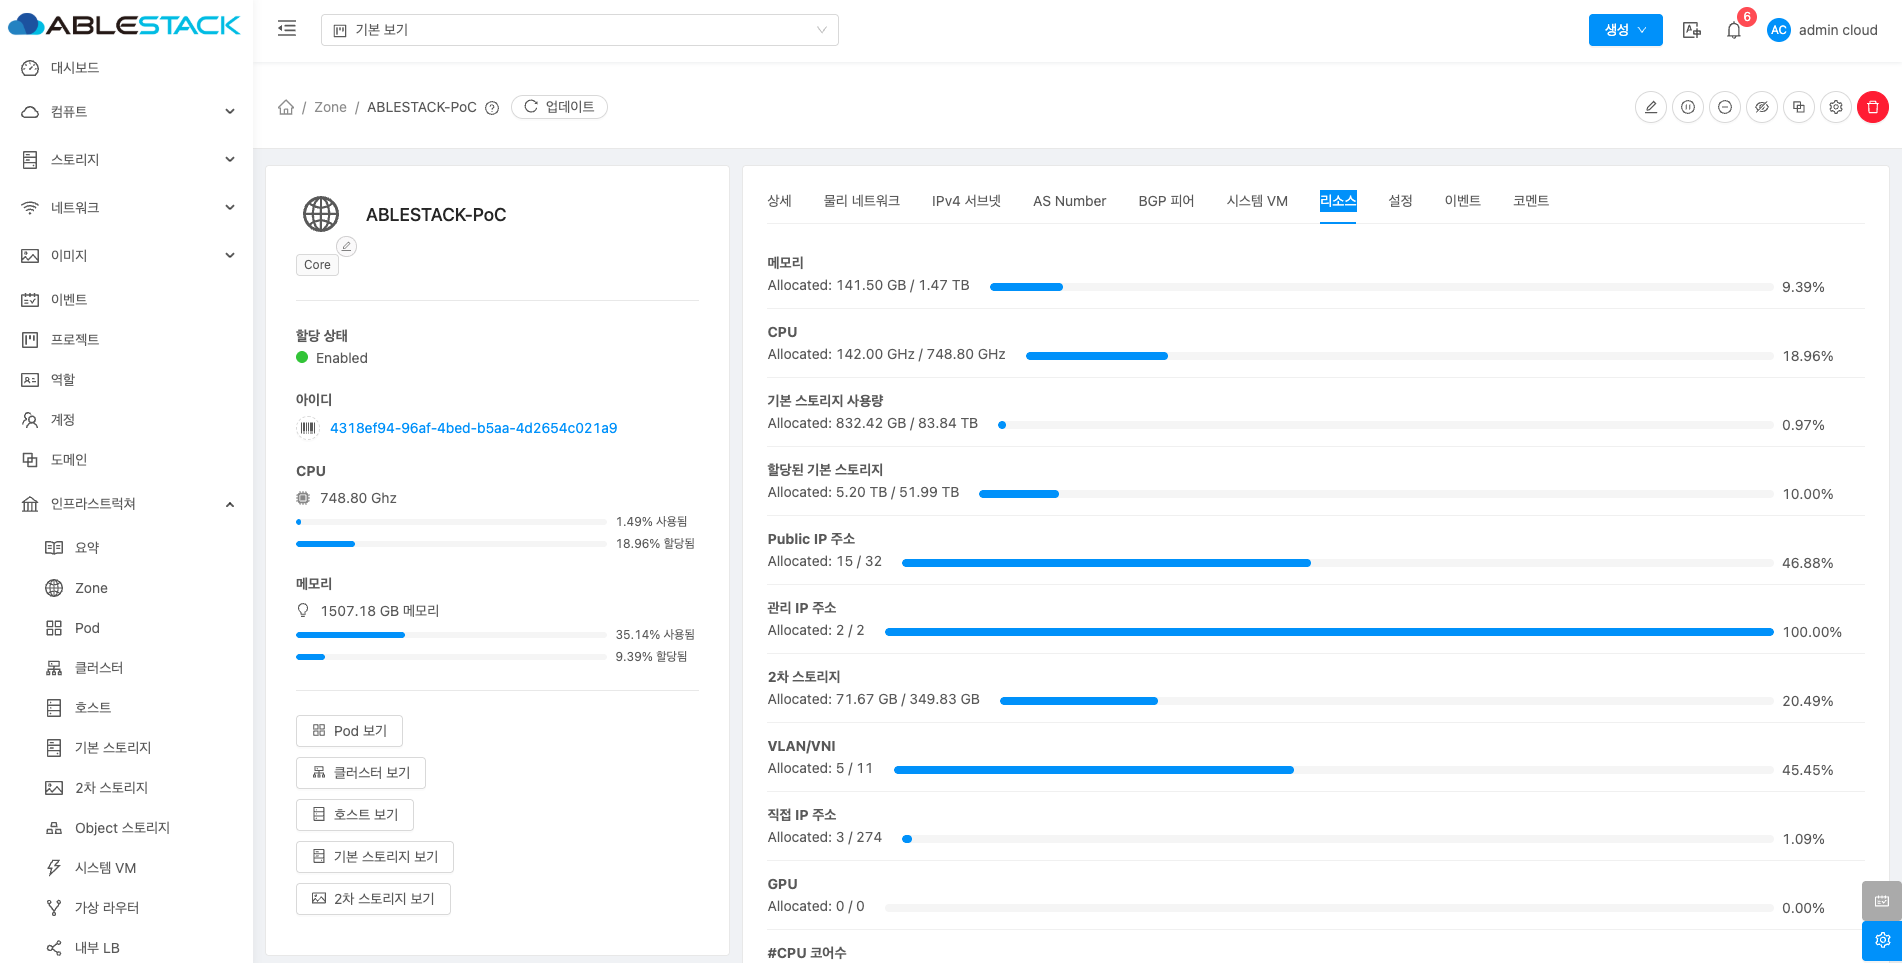 ABLESTACK
기본 보기
생성
6
AC
admin cloud
대시보드
컴퓨트
스토리지
네트워크
이미지
이벤트
프로젝트
역할
계정
도메인
인프라스트럭쳐
요약
Zone
Pod
클러스터
호스트
기본 스토리지
2차 스토리지
Object 스토리지
시스템 VM
가상 라우터
내부 LB
/ Zone / ABLESTACK-PoC
업데이트
ABLESTACK-PoC
Core
할당 상태
Enabled
아이디
4318ef94-96af-4bed-b5aa-4d2654c021a9
CPU
748.80 Ghz
1.49% 사용됨
18.96% 할당됨
메모리
1507.18 GB 메모리
35.14% 사용됨
9.39% 할당됨
Pod 보기
클러스터 보기
호스트 보기
기본 스토리지 보기
2차 스토리지 보기
상세 물리 네트워크 IPv4 서브넷 AS Number BGP 피어 시스템 VM 리소스 설정 이벤트 코멘트
메모리
Allocated: 141.50 GB / 1.47 TB 9.39%
CPU
Allocated: 142.00 GHz / 748.80 GHz 18.96%
기본 스토리지 사용량
Allocated: 832.42 GB / 83.84 TB 0.97%
할당된 기본 스토리지
Allocated: 5.20 TB / 51.99 TB 10.00%
Public IP 주소
Allocated: 15 / 32 46.88%
관리 IP 주소
Allocated: 2 / 2 100.00%
2차 스토리지
Allocated: 71.67 GB / 349.83 GB 20.49%
VLAN/VNI
Allocated: 5 / 11 45.45%
직접 IP 주소
Allocated: 3 / 274 1.09%
GPU
Allocated: 0 / 0 0.00%
#CPU 코어수